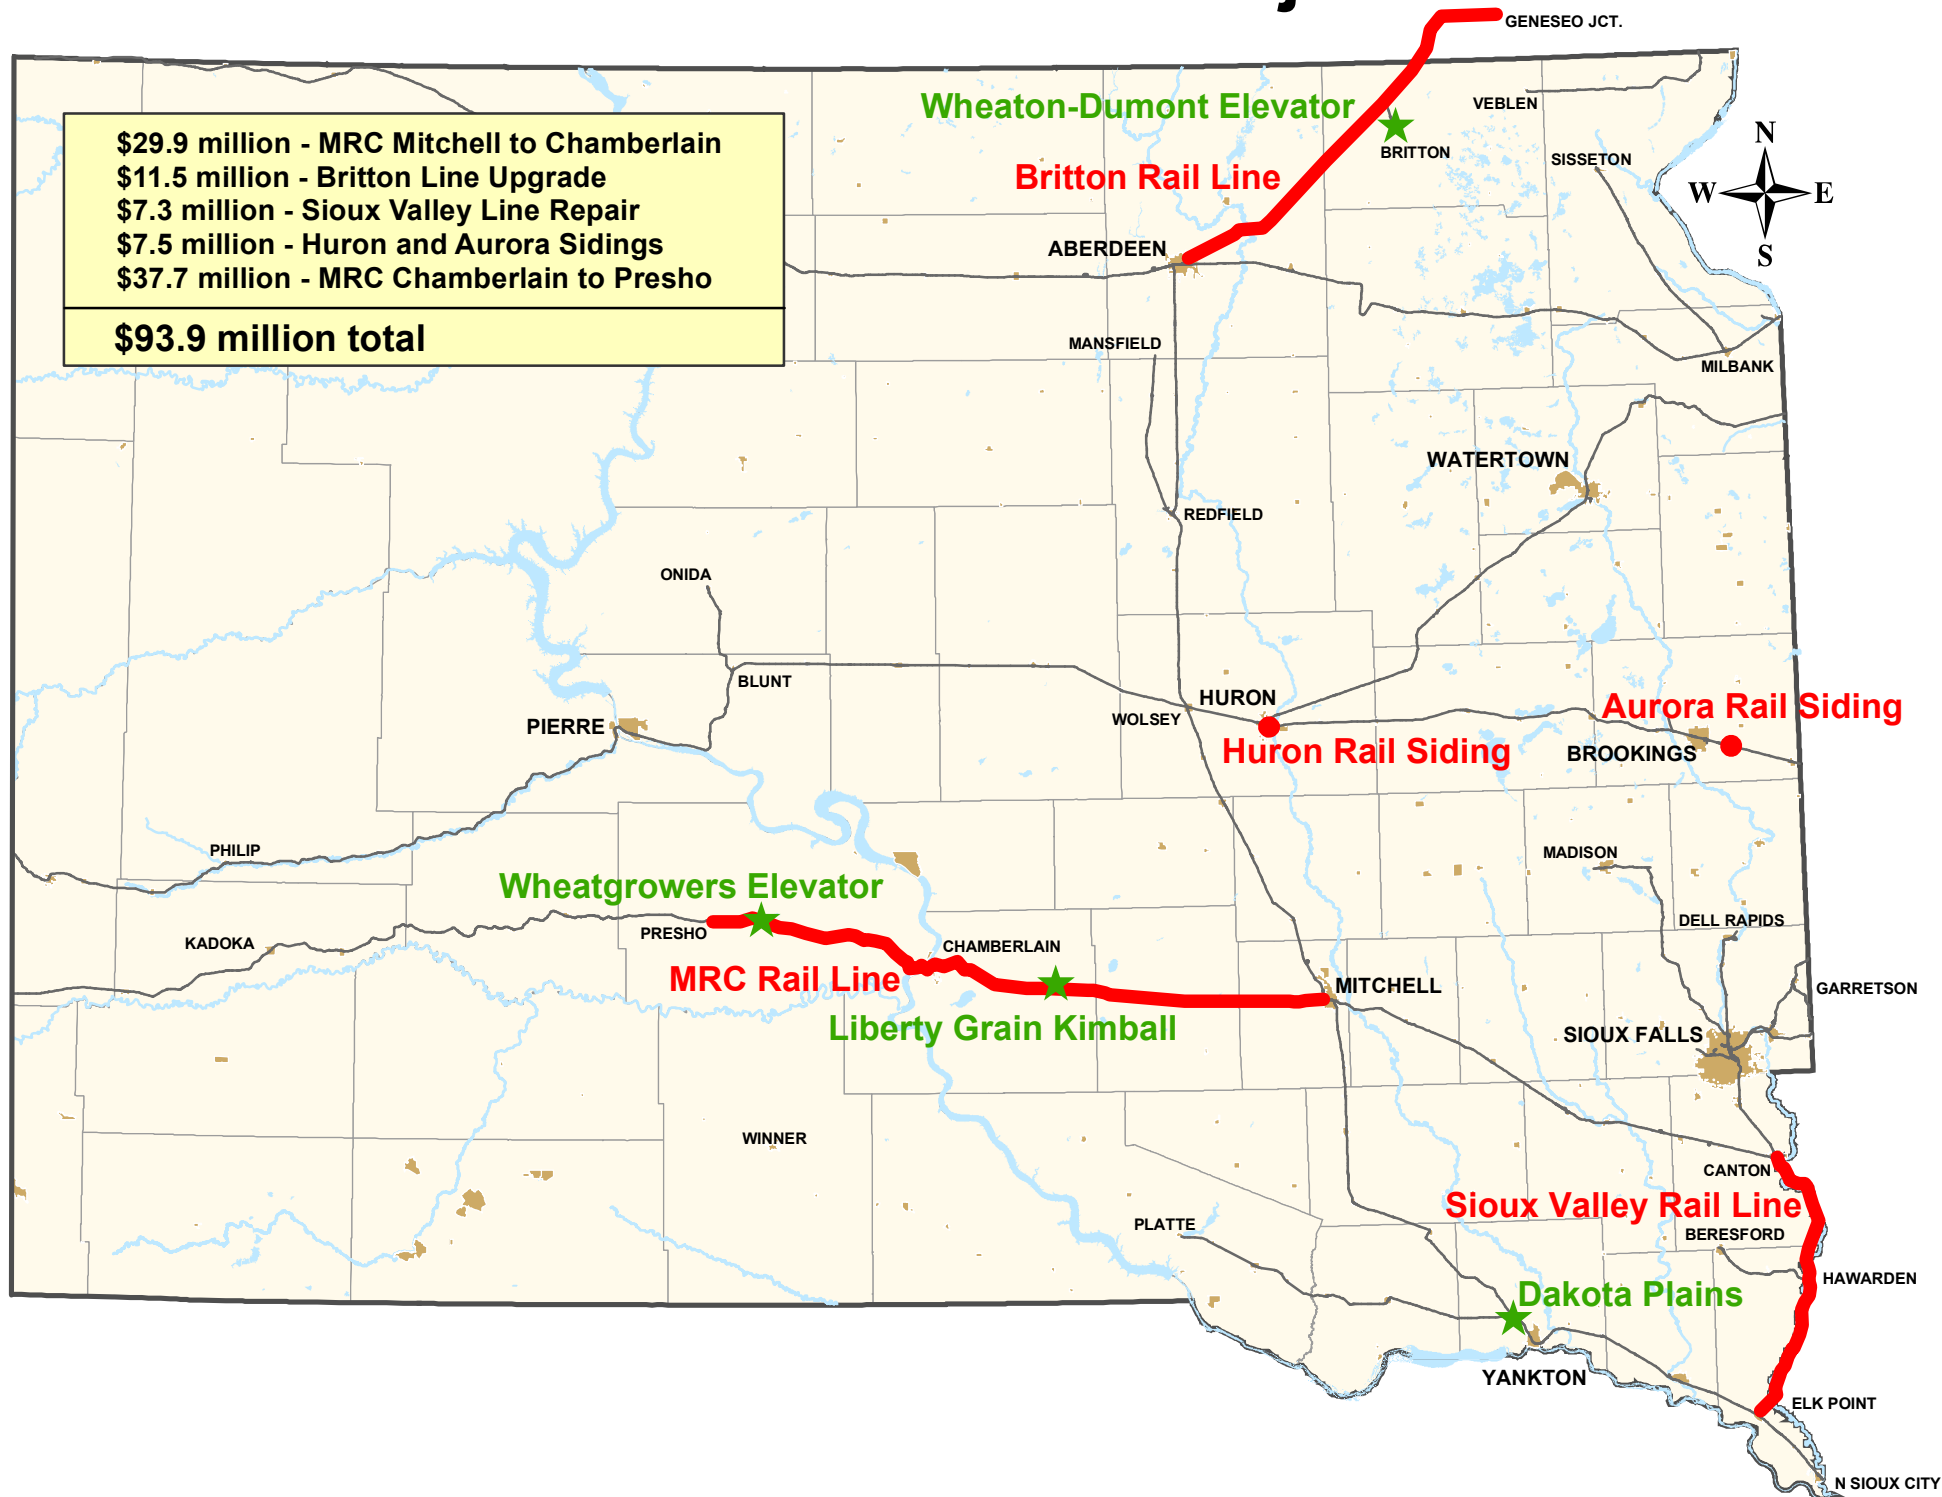 GENESEO JCT.
$29.9 million - MRC Mitchell to Chamberlain
$11.5 million - Britton Line Upgrade
$7.3 million - Sioux Valley Line Repair
$7.5 million - Huron and Aurora Sidings
$37.7 million - MRC Chamberlain to Presho
$93.9 million total
Wheaton-Dumont Elevator
VEBLEN
BRITTON
SISSETON
N
W
E
S
Britton Rail Line
ABERDEEN
MANSFIELD
MILBANK
WATERTOWN
REDFIELD
ONIDA
BLUNT
PIERRE
WOLSEY
HURON
Huron Rail Siding
Aurora Rail Siding
BROOKINGS
PHILIP
MADISON
Wheatgrowers Elevator
DELL RAPIDS
KADOKA
PRESHO
CHAMBERLAIN
MRC Rail Line
MITCHELL
GARRETSON
Liberty Grain Kimball
SIOUX FALLS
WINNER
CANTON
Sioux Valley Rail Line
PLATTE
BERESFORD
HAWARDEN
Dakota Plains
YANKTON
ELK POINT
N SIOUX CITY